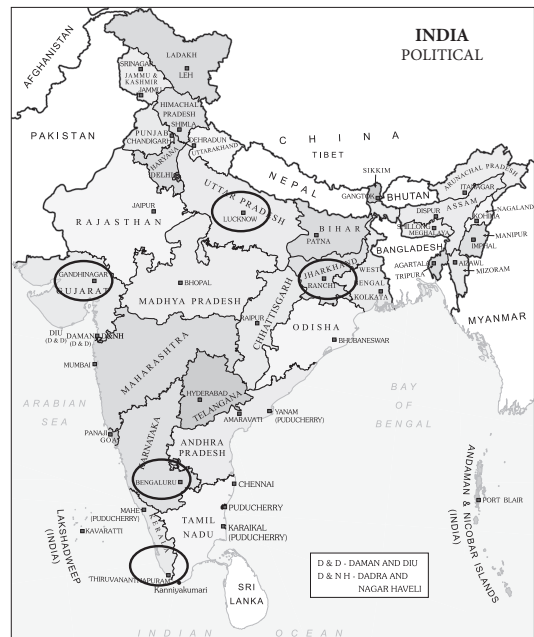 INDIA
POLITICAL
AFGHANISTAN
LADAKH
LEH
SRINAGAR
JAMMU &
KASHMIR
JAMMU
HIMACHAL
PRADESH
SHIMLA
PUNJAB
CHANDIGARH
PAKISTAN
DEHRADUN
UTTARAKHAND
HARYANA
DELHI
CHINA
TIBET
NEPAL
SIKKIM
GANGTOK
BHUTAN
ARUNACHAL PRADESH
ITANAGAR
ASSAM
DISPUR
NAGALAND
KOHIMA
SHILLONG
MEGHALAYA
MANIPUR
IMPHAL
BANGLADESH
AGARTALA
TRIPURA
AIZAWL
MIZORAM
MYANMAR
JAIPUR
RAJASTHAN
UTTAR PRADESH
LUCKNOW
BIHAR
PATNA
JHARKHAND
RANCHI
WEST
BENGAL
KOLKATA
GANDHINAGAR
GUJARAT
BHOPAL
MADHYA PRADESH
CHHATTISGARH
RAIPUR
ODISHA
BHUBANESWAR
DIU
(D & D)
DAMAN
(D & D)
MUMBAI
MAHARASHTRA
HYDERABAD
TELANGANA
AMARAVATI
YANAM
(PUDUCHERRY)
ARABIAN
SEA
BAY
OF
BENGAL
PANAJI
GOA
KARNATAKA
ANDHRA
PRADESH
BENGALURU
CHENNAI
MAHE
(PUDUCHERRY)
PUDUCHERRY
KAVARATTI
LAKSHADWEEP
(INDIA)
KERALA
TAMIL
NADU
KARAIKAL
(PUDUCHERRY)
THIRUVANANTHAPURAM
Kanniyakumari
SRI
LANKA
PORT BLAIR
ANDAMAN & NICOBAR ISLANDS
(INDIA)
D & D - DAMAN AND DIU
D & N H - DADRA AND
NAGAR HAVELI
INDIAN OCEAN